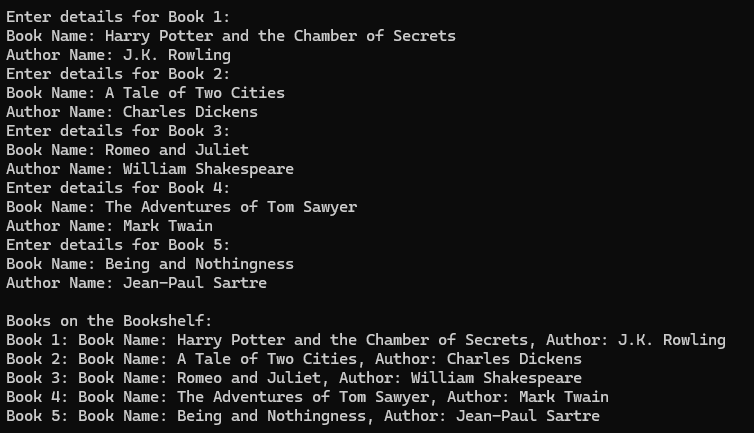 Enter details for Book 1:
Book Name: Harry Potter and the Chamber of Secrets
Author Name: J.K. Rowling
Enter details for Book 2:
Book Name: A Tale of Two Cities
Author Name: Charles Dickens
Enter details for Book 3:
Book Name: Romeo and Juliet
Author Name: William Shakespeare
Enter details for Book 4:
Book Name: The Adventures of Tom Sawyer
Author Name: Mark Twain
Enter details for Book 5:
Book Name: Being and Nothingness
Author Name: Jean-Paul Sartre

Books on the Bookshelf:
Book 1: Book Name: Harry Potter and the Chamber of Secrets, Author: J.K. Rowling
Book 2: Book Name: A Tale of Two Cities, Author: Charles Dickens
Book 3: Book Name: Romeo and Juliet, Author: William Shakespeare
Book 4: Book Name: The Adventures of Tom Sawyer, Author: Mark Twain
Book 5: Book Name: Being and Nothingness, Author: Jean-Paul Sartre